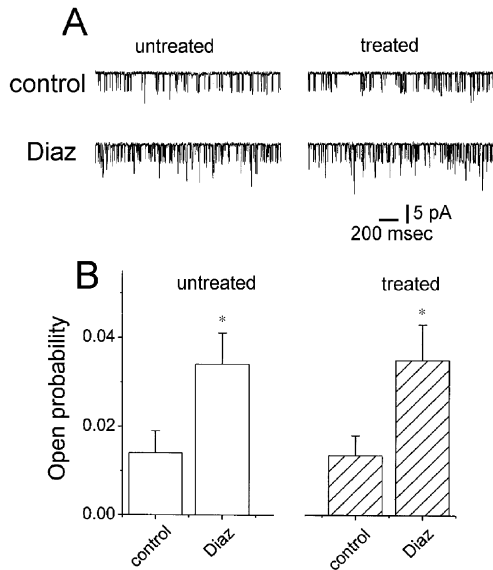 A
untreated treated
control
Diaz
5 pA
200 msec
B
untreated treated
*
*
Open probability
0.04
0.02
0.00
control Diaz control Diaz